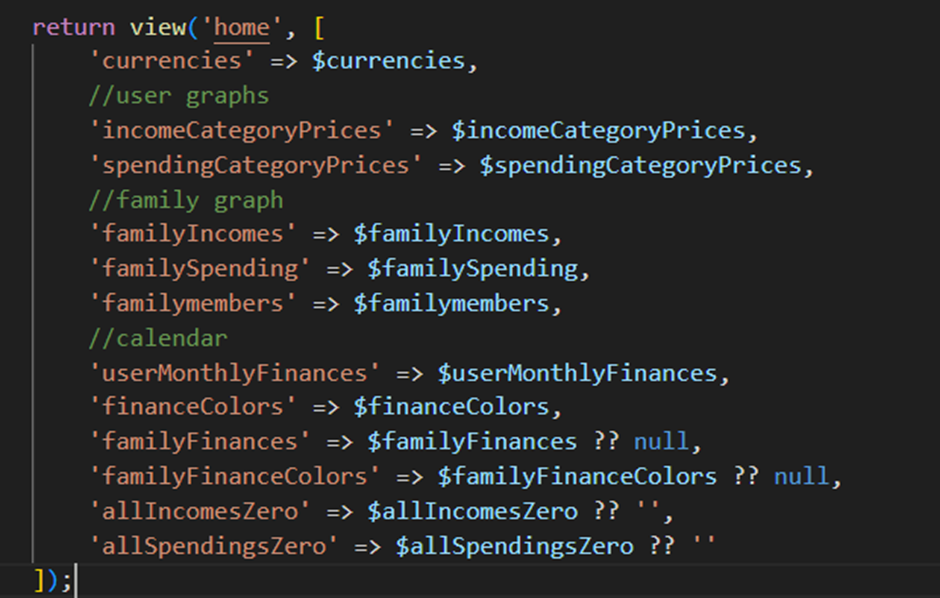 return view('home', [
'currencies' => $currencies,
//user graphs
'incomeCategoryPrices' => $incomeCategoryPrices,
'spendingCategoryPrices' => $spendingCategoryPrices,
//family graph
'familyIncomes' => $familyIncomes,
'familySpending' => $familySpending,
'familymembers' => $familymembers,
//calendar
'userMonthlyFinances' => $userMonthlyFinances,
'financeColors' => $financeColors,
'familyFinances' => $familyFinances ?? null,
'familyFinanceColors' => $familyFinanceColors ?? null,
'allIncomesZero' => $allIncomesZero ?? '',
'allSpendingsZero' => $allSpendingsZero ?? ''
]);